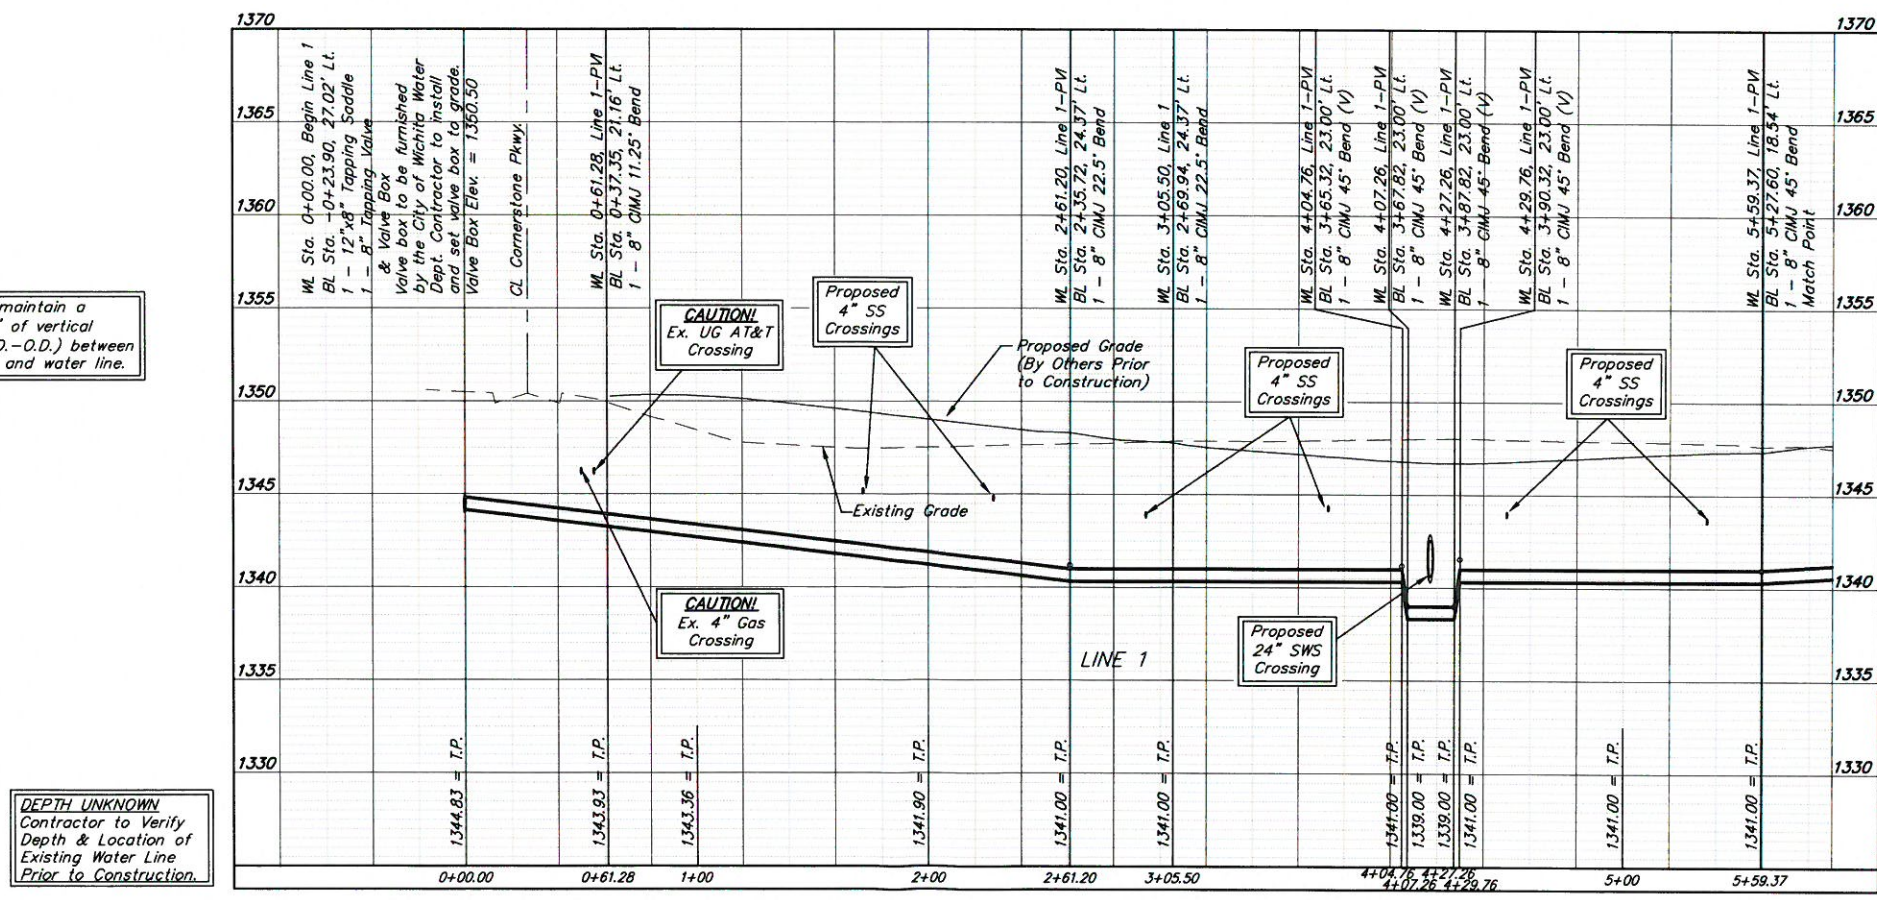 1370
1370
1365
1365
1360
1360
1355
1355
1350
1350
1345
1345
1340
1340
1335
1335
1330
1330
WL Sta. 0+00.00, Begin Line 1
BL Sta. -0+23.90, 27.02' Lt.
1 - 12"x8" Tapping Saddle
1 - 8" Tapping Valve
& Valve Box
Valve box to be furnished
by the City of Wichita Water
Dept. Contractor to install
and set valve box to grade.
Valve Box Elev. = 1350.50
CL Cornerstone Pkwy.
WL Sta. 0+61.28, Line 1-PVI
BL Sta. 0+37.35, 21.16' Lt.
1 - 8" CIMJ 11.25° Bend
WL Sta. 2+61.20, Line 1-PVI
BL Sta. 2+35.72, 24.37' Lt.
1 - 8" CIMJ 22.5° Bend
WL Sta. 3+05.50, Line 1
BL Sta. 2+69.94, 24.37' Lt.
1 - 8" CIMJ 22.5° Bend
WL Sta. 4+04.76, Line 1-PVI
BL Sta. 3+65.32, 23.00' Lt.
1 - 8" CIMJ 45° Bend (V)
WL Sta. 4+07.26, Line 1-PVI
BL Sta. 3+67.82, 23.00' Lt.
1 - 8" CIMJ 45° Bend (V)
WL Sta. 4+27.26, Line 1-PVI
BL Sta. 3+87.82, 23.00' Lt.
1 - 8" CIMJ 45° Bend (V)
WL Sta. 4+29.76, Line 1-PVI
BL Sta. 3+90.32, 23.00' Lt.
1 - 8" CIMJ 45° Bend (V)
WL Sta. 5+59.37, Line 1-PVI
BL Sta. 5+27.60, 18.54' Lt.
1 - 8" CIMJ 45° Bend
Match Point
maintain a
" of vertical
D.-O.D.) between
and water line.
CAUTION!
Ex. UG AT&T
Crossing
Proposed
4" SS
Crossings
Proposed Grade
(By Others Prior
to Construction)
Proposed
4" SS
Crossings
Proposed
4" SS
Crossings
Existing Grade
CAUTION!
Ex. 4" Gas
Crossing
Proposed
24" SWS
Crossing
LINE 1
DEPTH UNKNOWN
Contractor to Verify
Depth & Location of
Existing Water Line
Prior to Construction.
1344.83 = T.P.
1343.93 = T.P.
1343.36 = T.P.
1341.90 = T.P.
1341.00 = T.P.
1341.00 = T.P.
1341.00 = T.P.
1339.00 = T.P.
1339.00 = T.P.
1341.00 = T.P.
1341.00 = T.P.
1341.00 = T.P.
0+00.00
0+61.28
1+00
2+00
2+61.20
3+05.50
4+04.76
4+27.26
4+07.26
4+29.76
5+00
5+59.37